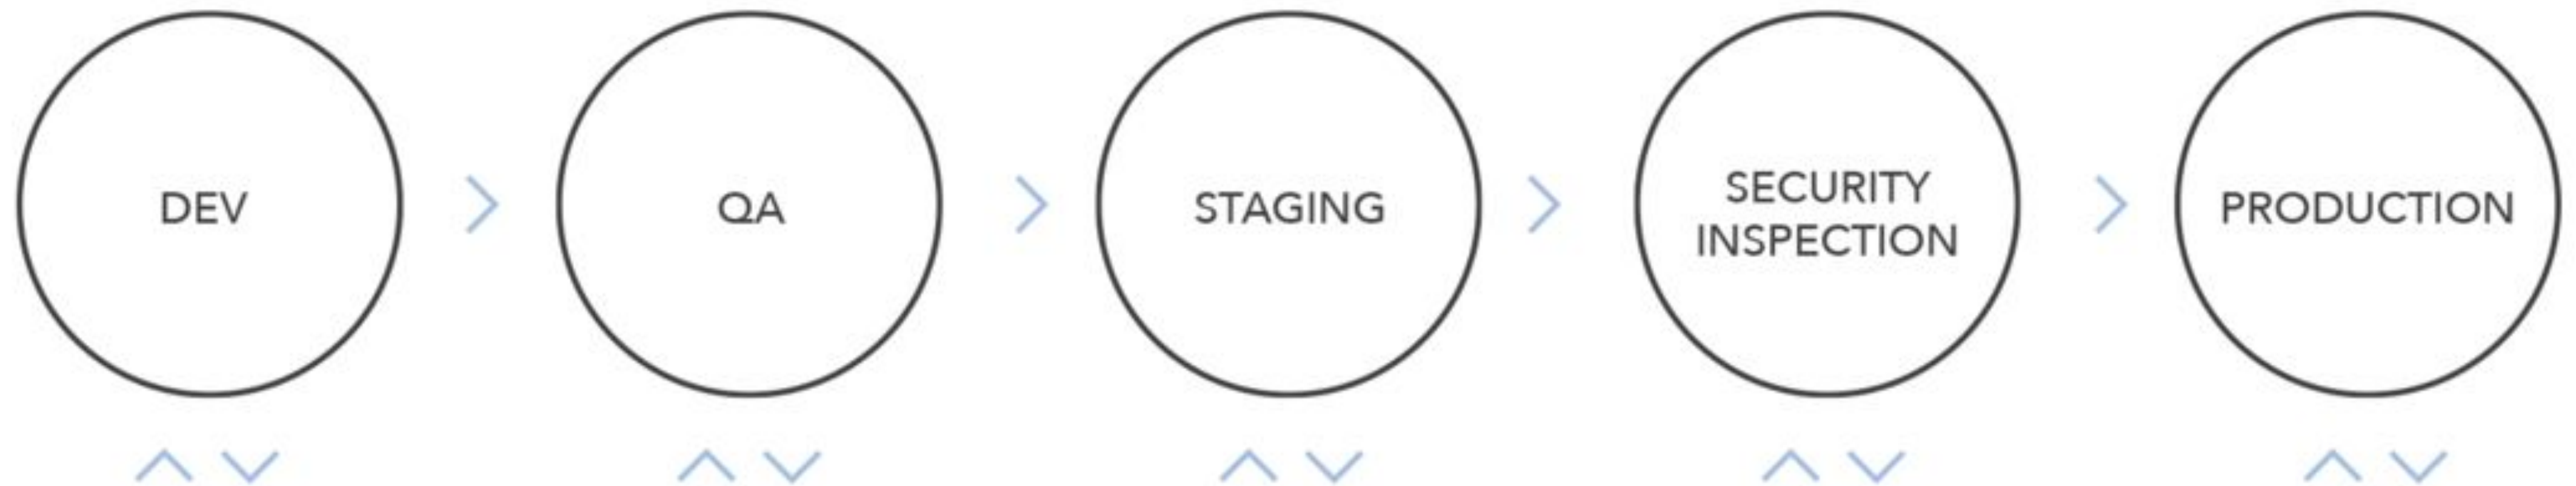 DEV
QA
STAGING
SECURITY
INSPECTION
PRODUCTION